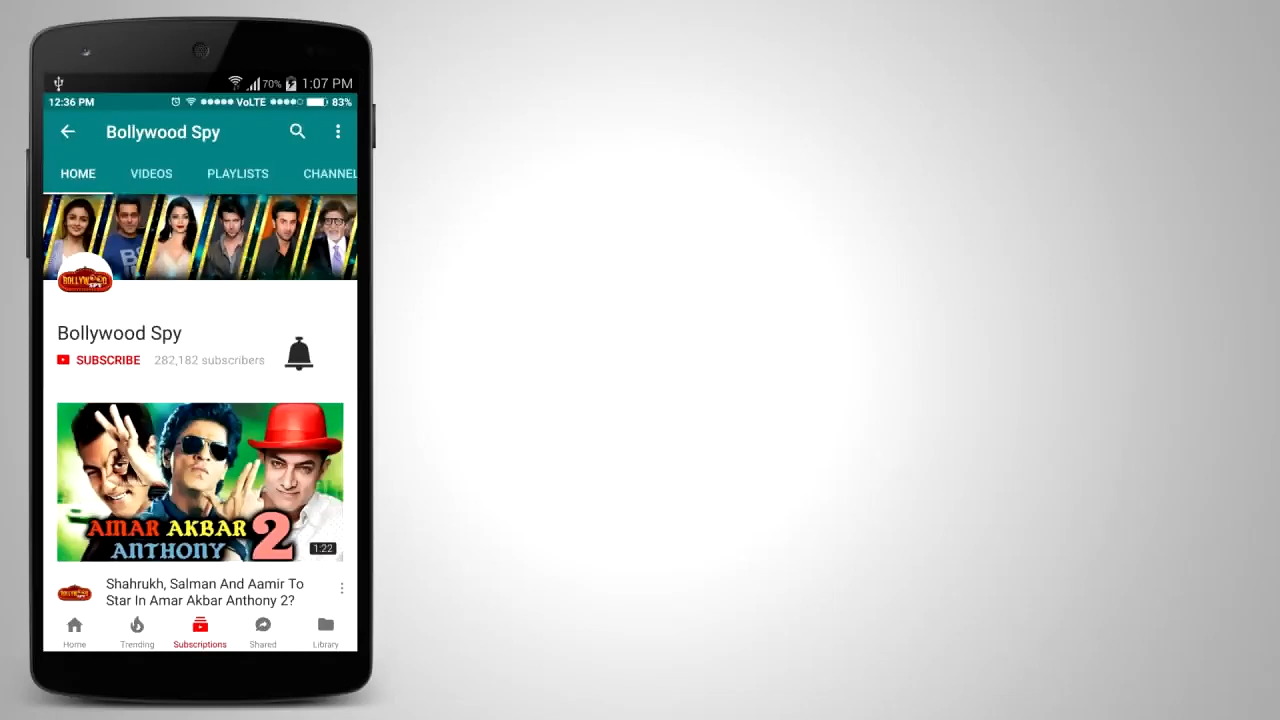 70% 1:07 PM
12:36 PM VoLTE 83%
Bollywood Spy
HOME VIDEOS PLAYLISTS CHANNEL
BOLLYWOOD
SPY
Bollywood Spy
SUBSCRIBE 282,182 subscribers
AMAR AKBAR
ANTHONY 2
1:22
Shahrukh, Salman And Aamir To
Star In Amar Akbar Anthony 2?
Home Trending Subscriptions Shared Library